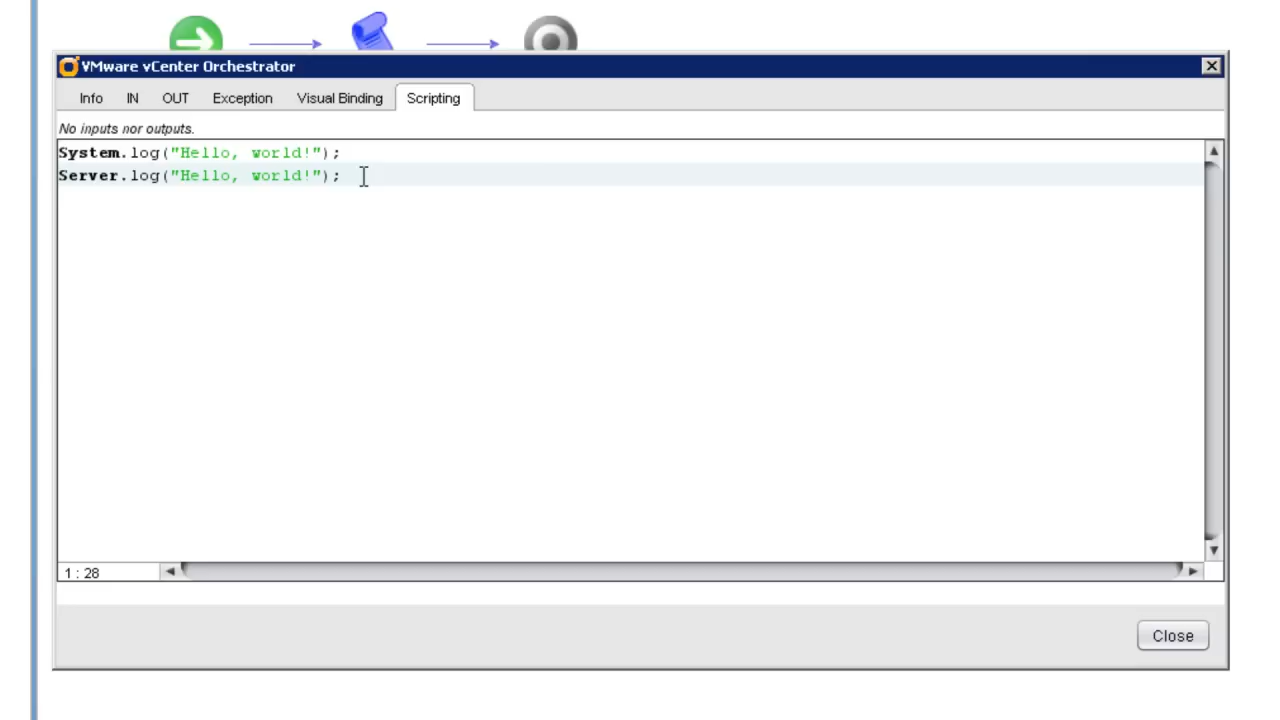 VMware vCenter Orchestrator
Info IN OUT Exception Visual Binding Scripting
No inputs nor outputs.
System.log("Hello, world!");
Server.log("Hello, world!");
1 : 28
Close